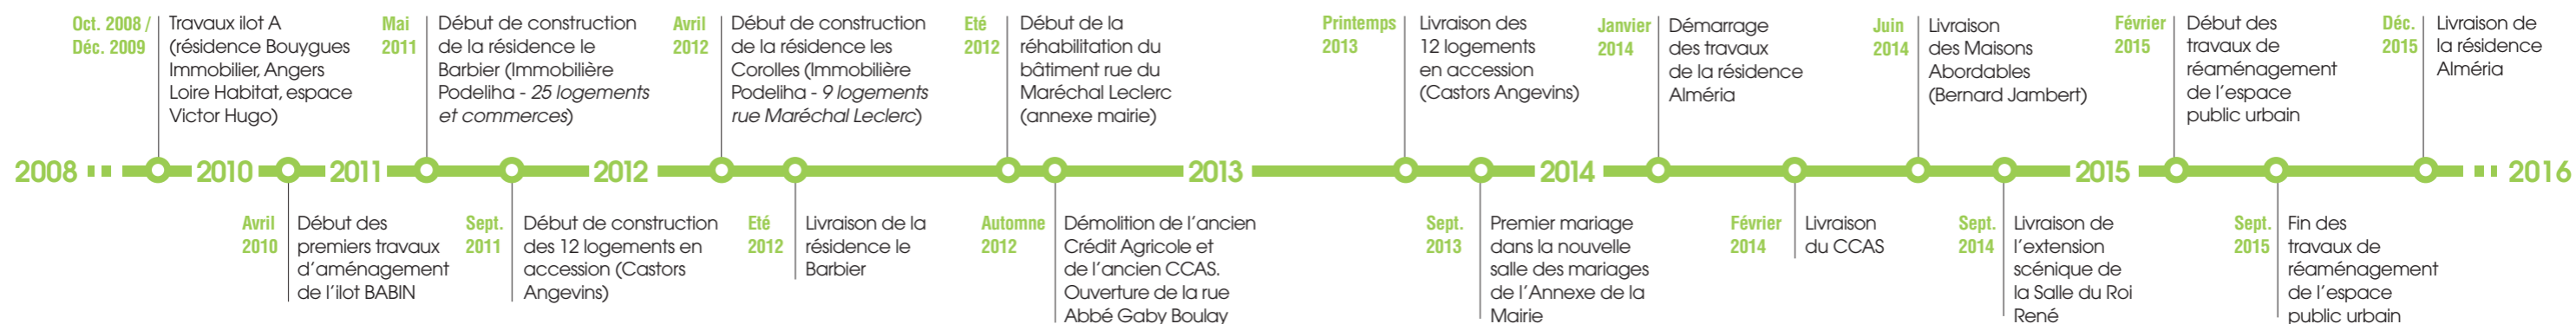 Oct. 2008 /
Déc. 2009
Travaux ilot A
(résidence Bouygues
Immobilier, Angers
Loire Habitat, espace
Victor Hugo)
Mai
2011
Début de construction
de la résidence le
Barbier (Immobilière
Podeliha - 25 logements
et commerces)
Avril
2012
Début de construction
de la résidence les
Corolles (Immobilière
Podeliha - 9 logements
rue Maréchal Leclerc)
Eté
2012
Début de la
réhabilitation du
bâtiment rue du
Maréchal Leclerc
(annexe mairie)
Printemps
2013
Livraison des
12 logements
en accession
(Castors Angevins)
Janvier
2014
Démarrage
des travaux
de la résidence
Alméria
Juin
2014
Livraison
des Maisons
Abordables
(Bernard Jambert)
Février
2015
Début des
travaux de
réaménagement
de l'espace
public urbain
Déc.
2015
Livraison de
la résidence
Alméria
2008 2010 2011 2012 2013 2014 2015 2016
Avril
2010
Début des
premiers travaux
d'aménagement
de l'ilot BABIN
Sept.
2011
Début de construction
des 12 logements en
accession (Castors
Angevins)
Eté
2012
Livraison de la
résidence le
Barbier
Automne
2012
Démolition de l'ancien
Crédit Agricole et
de l'ancien CCAS.
Ouverture de la rue
Abbé Gaby Boulay
Sept.
2013
Premier mariage
dans la nouvelle
salle des mariages
de l'Annexe de la
Mairie
Février
2014
Livraison
du CCAS
Sept.
2014
Livraison de
l'extension
scénique de
la Salle du Roi
René
Sept.
2015
Fin des
travaux de
réaménagement
de l'espace
public urbain